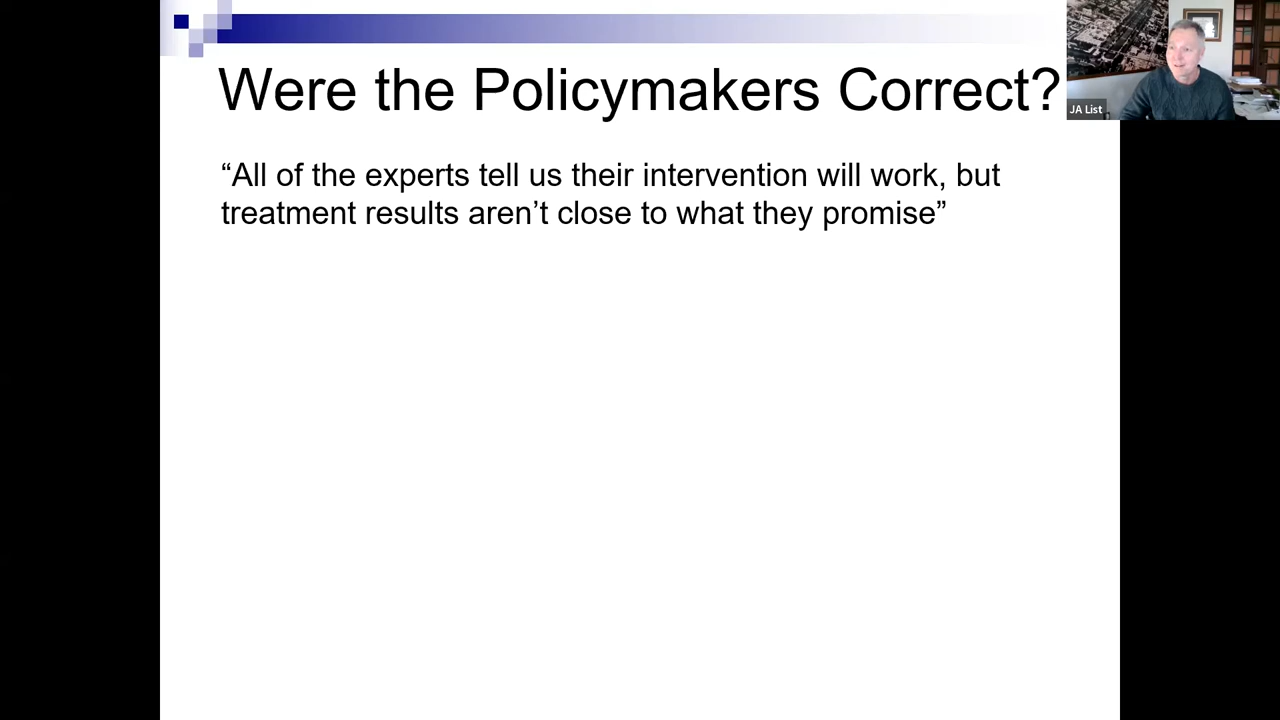 Were the Policymakers Correct?
JA List
“All of the experts tell us their intervention will work, but
treatment results aren’t close to what they promise”